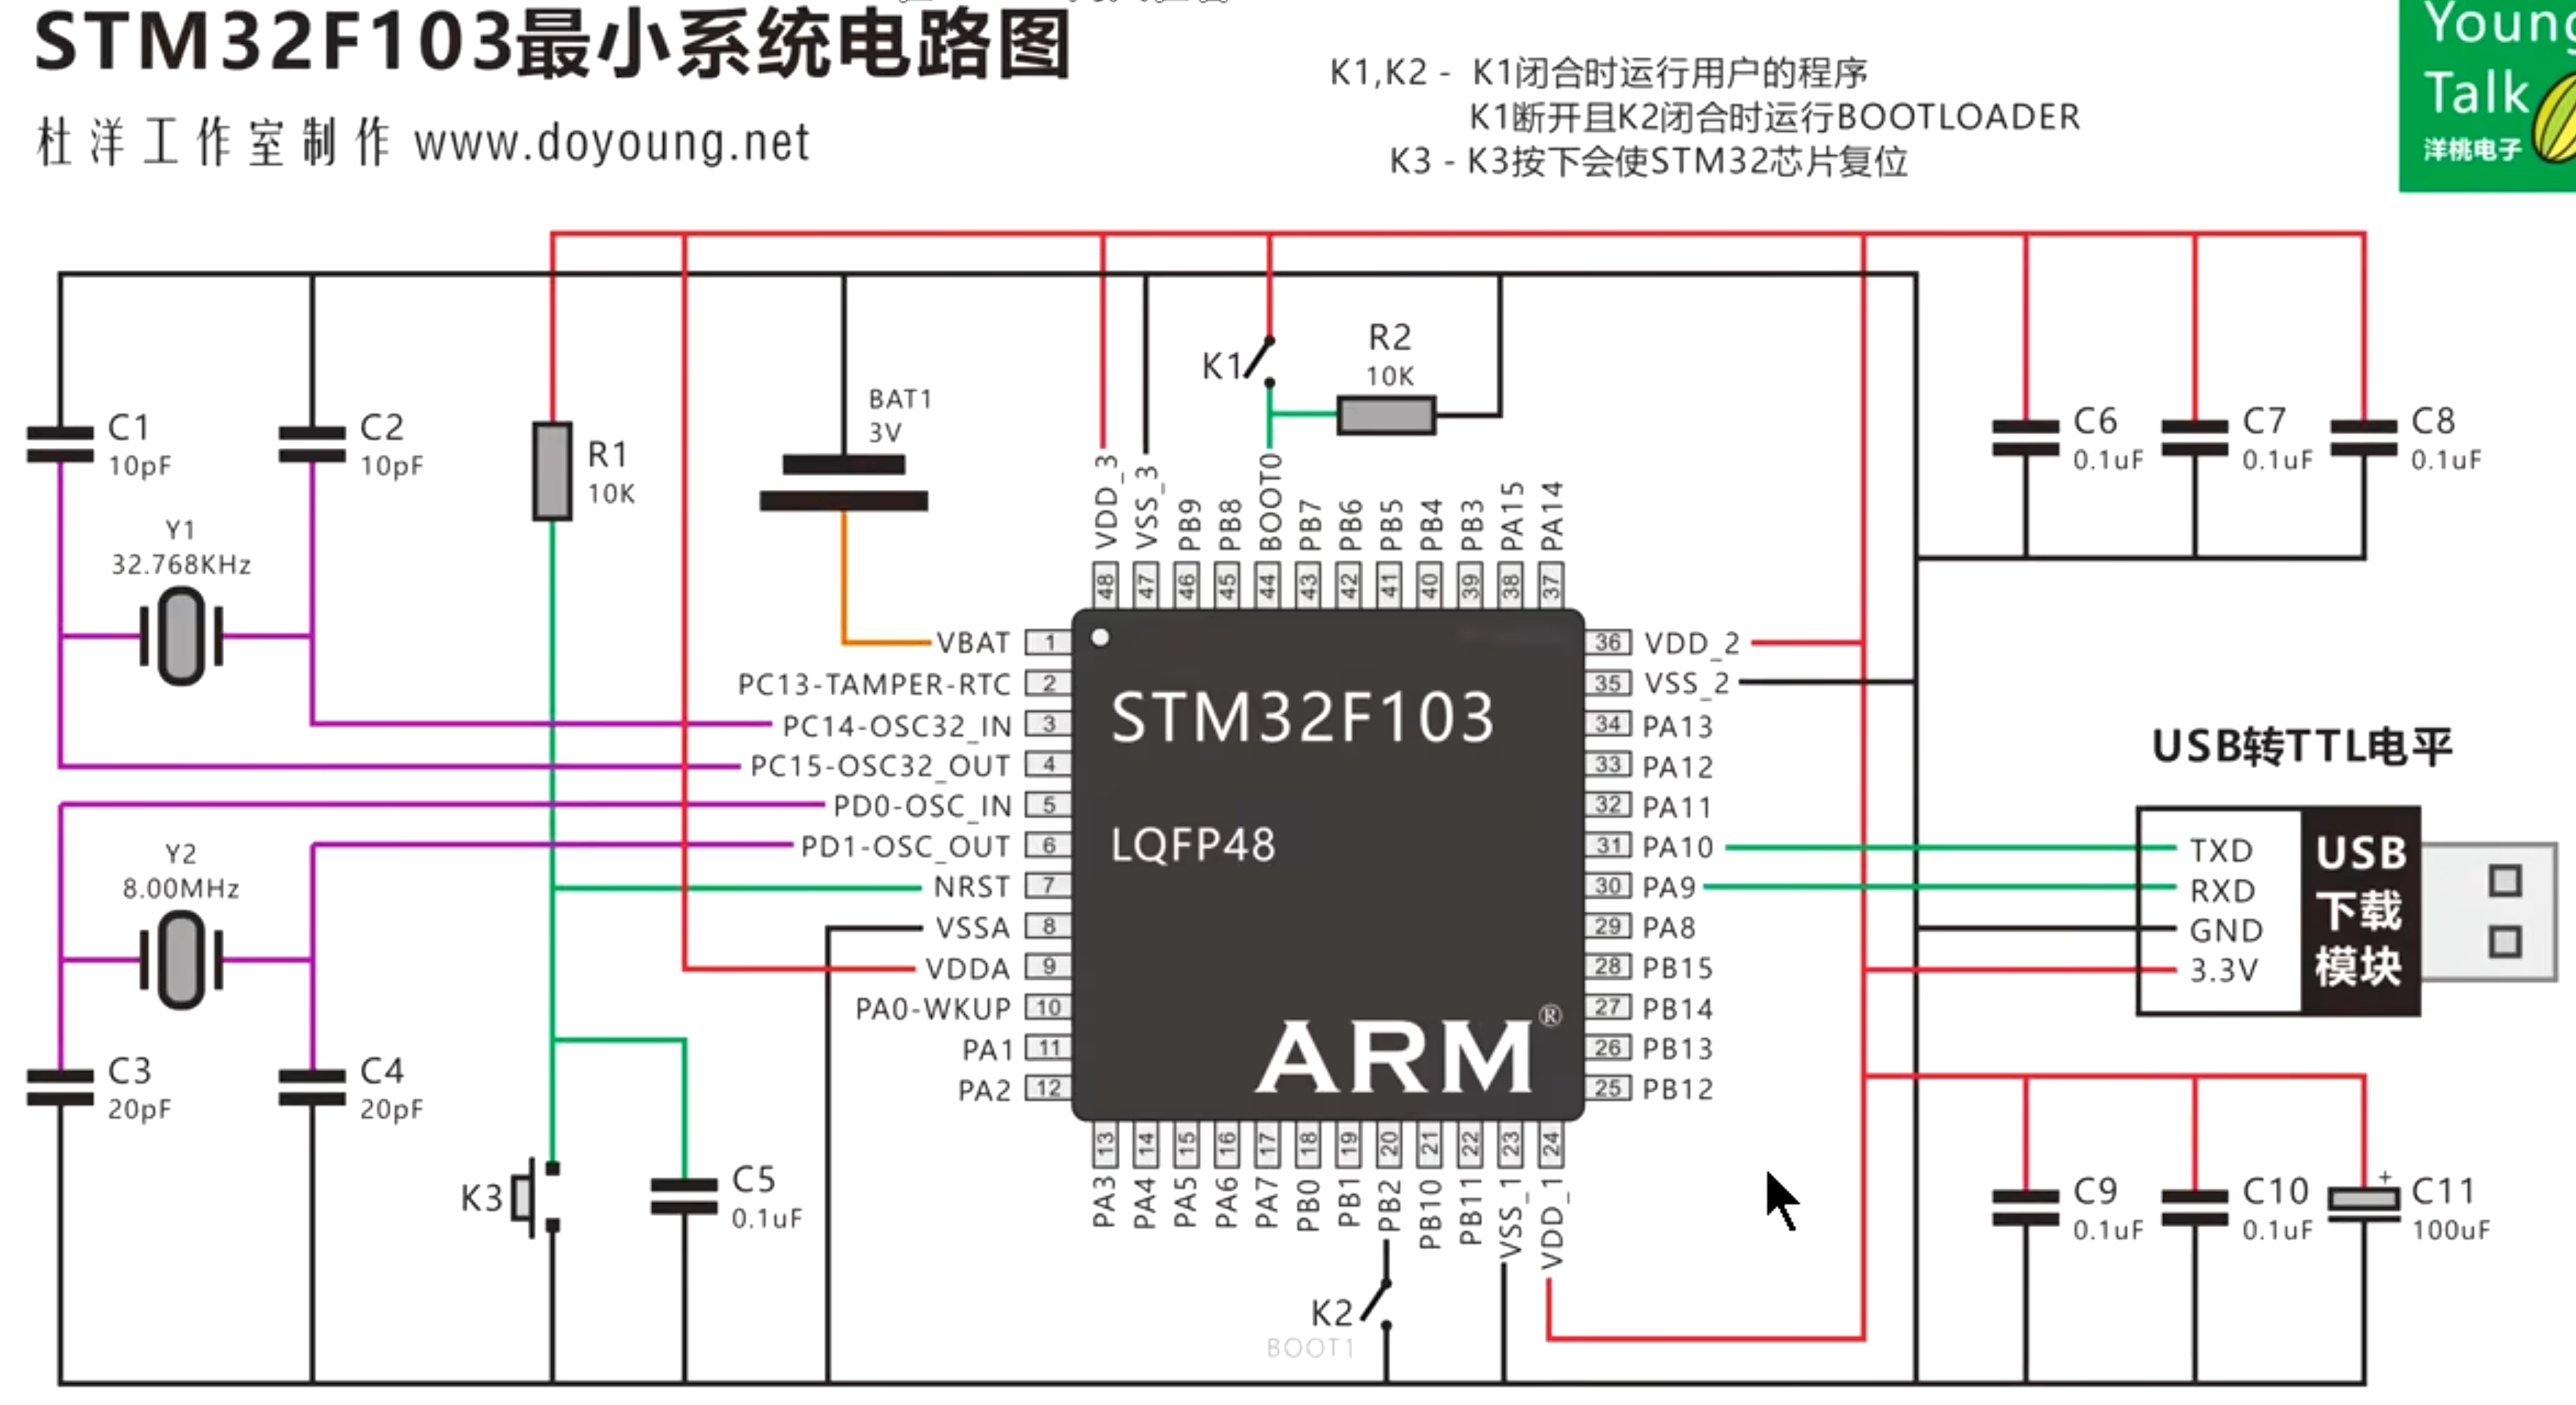 STM32F103最小系统电路图
杜洋工作室制作 www.doyoung.net
K1,K2 - K1闭合时运行用户的程序
K1断开且K2闭合时运行BOOTLOADER
K3 - K3按下会使STM32芯片复位
Young
Talk
洋桃电子
C1
10pF
C2
10pF
Y1
32.768KHz
R1
10K
BAT1
3V
K1
R2
10K
C6
0.1uF
C7
0.1uF
C8
0.1uF
VDD_3
VSS_3
PB9
PB8
BOOT0
PB7
PB6
PB5
PB4
PB3
PA15
PA14
48
47
46
45
44
43
42
41
40
39
38
37
VBAT 1
PC13-TAMPER-RTC 2
PC14-OSC32_IN 3
PC15-OSC32_OUT 4
PD0-OSC_IN 5
PD1-OSC_OUT 6
NRST 7
VSSA 8
VDDA 9
PA0-WKUP 10
PA1 11
PA2 12
STM32F103
LQFP48
ARM®
36 VDD_2
35 VSS_2
34 PA13
33 PA12
32 PA11
31 PA10
30 PA9
29 PA8
28 PB15
27 PB14
26 PB13
25 PB12
USB转TTL电平
TXD
RXD
GND
3.3V
USB
下载
模块
Y2
8.00MHz
C3
20pF
C4
20pF
K3
C5
0.1uF
13
14
15
16
17
18
19
20
21
22
23
24
PA3
PA4
PA5
PA6
PA7
PB0
PB1
PB2
PB10
PB11
VSS_1
VDD_1
K2
BOOT1
C9
0.1uF
C10
0.1uF
+
C11
100uF